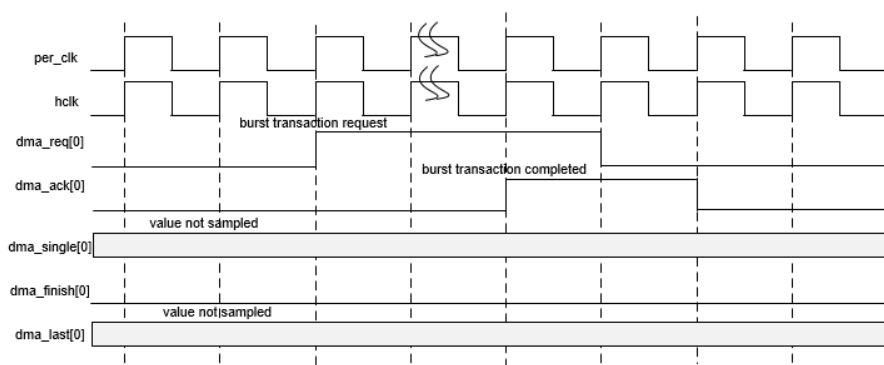 per_clk
hclk
burst transaction request
dma_req[0]
burst transaction completed
dma_ack[0]
value not sampled
dma_single[0]
dma_finish[0]
value not sampled
dma_last[0]